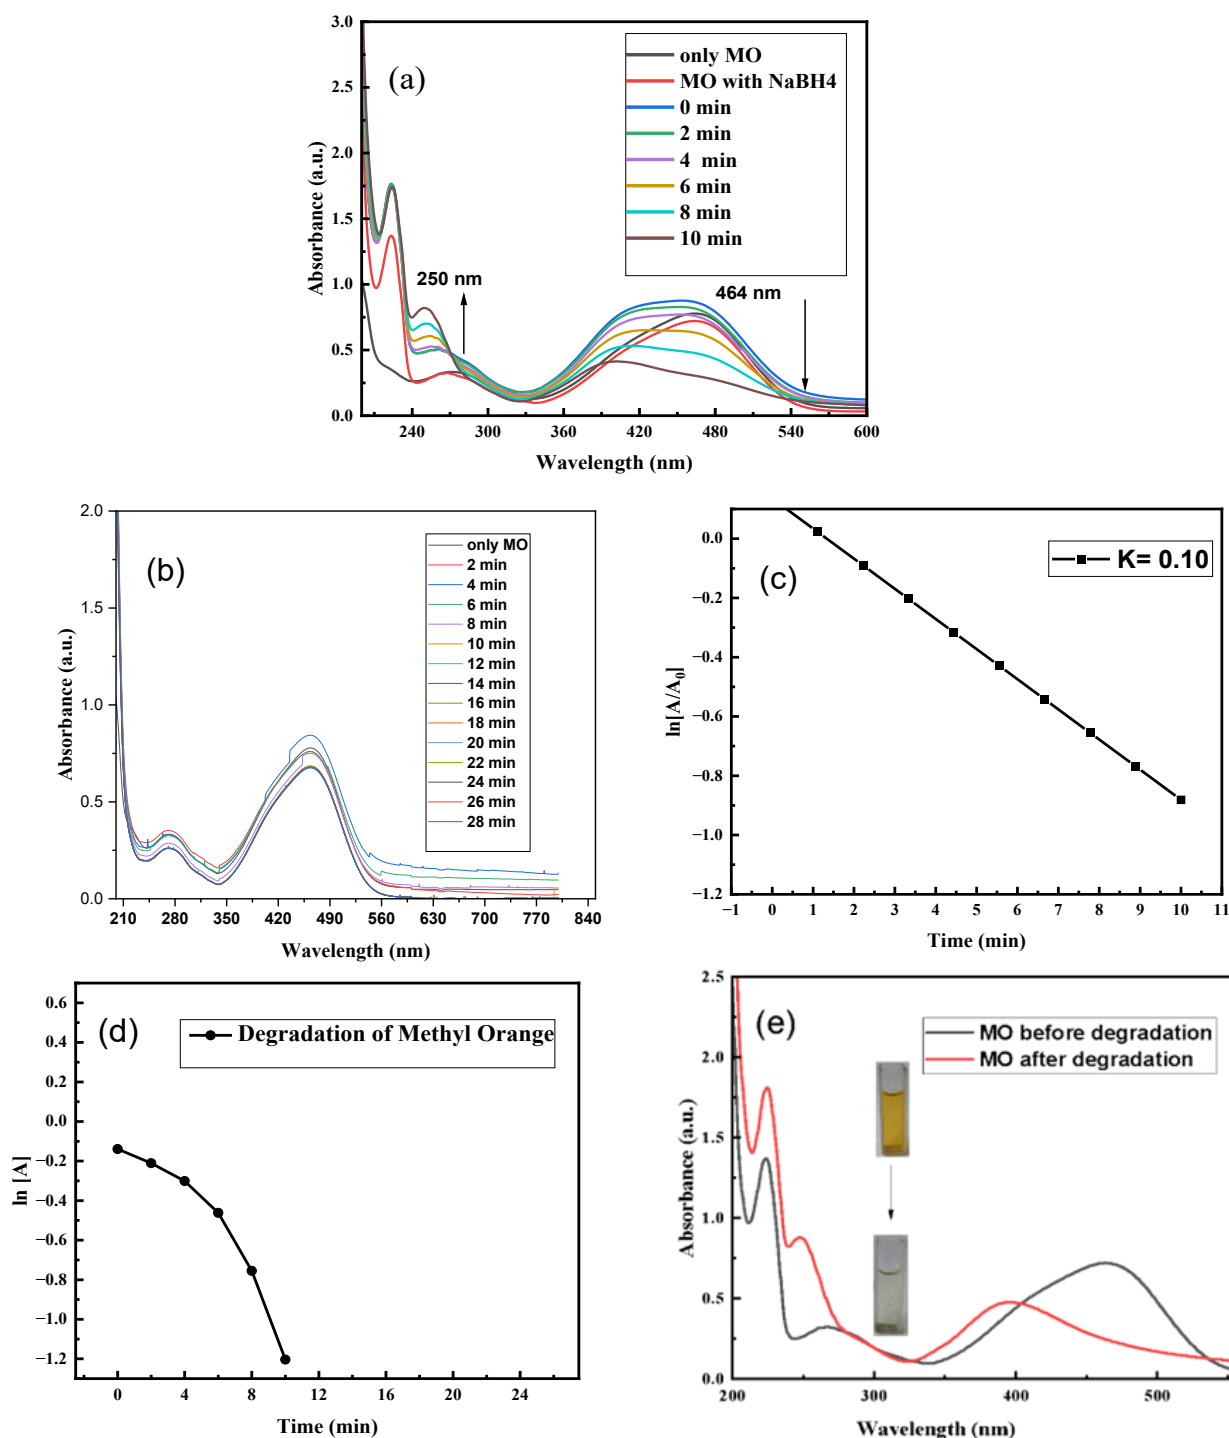 (a)
only MO
MO with NaBH4
0 min
2 min
4 min
6 min
8 min
10 min
250 nm
464 nm
3.0
2.5
2.0
1.5
1.0
0.5
0.0
240 300 360 420 480 540 600
Absorbance (a.u.)
Wavelength (nm)
(b)
only MO
2 min
4 min
6 min
8 min
10 min
12 min
14 min
16 min
18 min
20 min
22 min
24 min
26 min
28 min
2.0
1.5
1.0
0.5
0.0
210 280 350 420 490 560 630 700 770 840
Absorbance (a.u.)
Wavelength (nm)
(c)
K= 0.10
0.0
−0.2
−0.4
−0.6
−0.8
−1.0
−1.2
−1 0 1 2 3 4 5 6 7 8 9 10 11
ln[A/A0]
Time (min)
(d)
Degradation of Methyl Orange
0.6
0.4
0.2
0.0
−0.2
−0.4
−0.6
−0.8
−1.0
−1.2
0 4 8 12 16 20 24
ln [A]
Time (min)
(e)
MO before degradation
MO after degradation
2.5
2.0
1.5
1.0
0.5
0.0
200 300 400 500
Absorbance (a.u.)
Wavelength (nm)